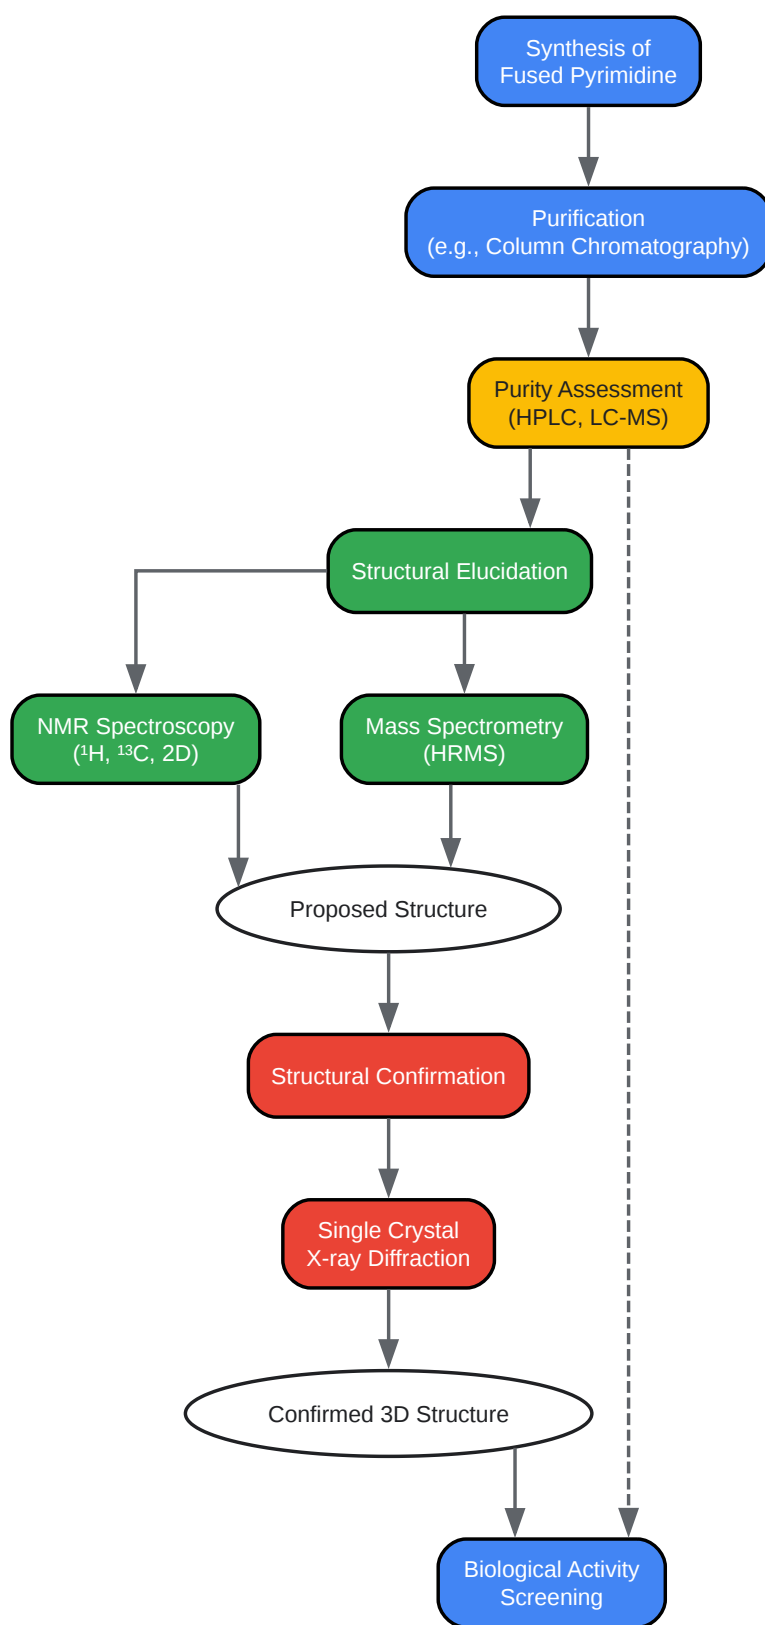 Synthesis of
Fused Pyrimidine
Purification
(e.g., Column Chromatography)
Purity Assessment
(HPLC, LC-MS)
Structural Elucidation
NMR Spectroscopy
(¹H, ¹³C, 2D)
Mass Spectrometry
(HRMS)
Proposed Structure
Structural Confirmation
Single Crystal
X-ray Diffraction
Confirmed 3D Structure
Biological Activity
Screening